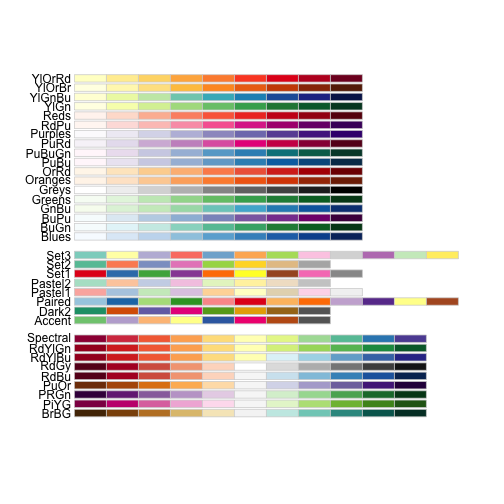 YlOrRd
YlOrBr
YlGnBu
YlGn
Reds
RdPu
Purples
PuRd
PuBuGn
PuBu
OrRd
Oranges
Greys
Greens
GnBu
BuPu
BuGn
Blues
Set3
Set2
Set1
Pastel2
Pastel1
Paired
Dark2
Accent
Spectral
RdYlGn
RdYlBu
RdGy
RdBu
PuOr
PRGn
PiYG
BrBG